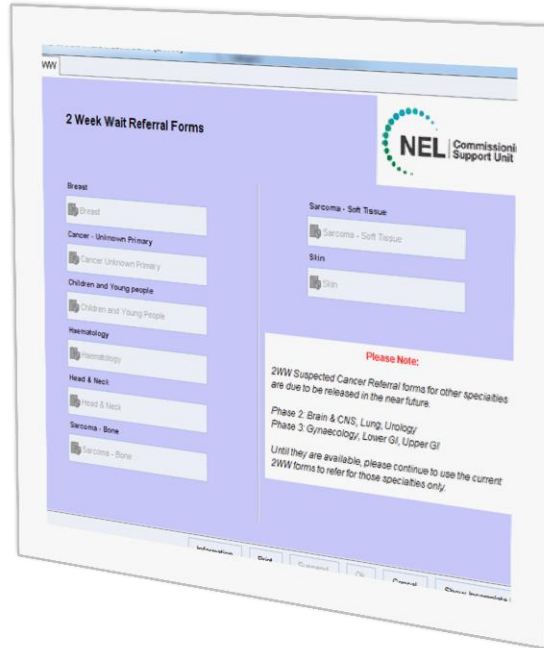 2WW
2 Week Wait Referral Forms
NEL
Commissioni
Support Unit
Breast
Breast
Cancer - Unknown Primary
Cancer Unknown Primary
Children and Young people
Children and Young People
Haematology
Haematology
Head & Neck
Head & Neck
Sarcoma - Bone
Sarcoma - Bone
Sarcoma - Soft Tissue
Sarcoma - Soft Tissue
Skin
Skin
Please Note:
2WW Suspected Cancer Referral forms for other specialties
are due to be released in the near future.
Phase 2: Brain & CNS, Lung, Urology
Phase 3: Gynaecology, Lower GI, Upper GI
Until they are available, please continue to use the current
2WW forms to refer for those specialties only.
Information Print Suspend Ok Cancel Show Incomplete